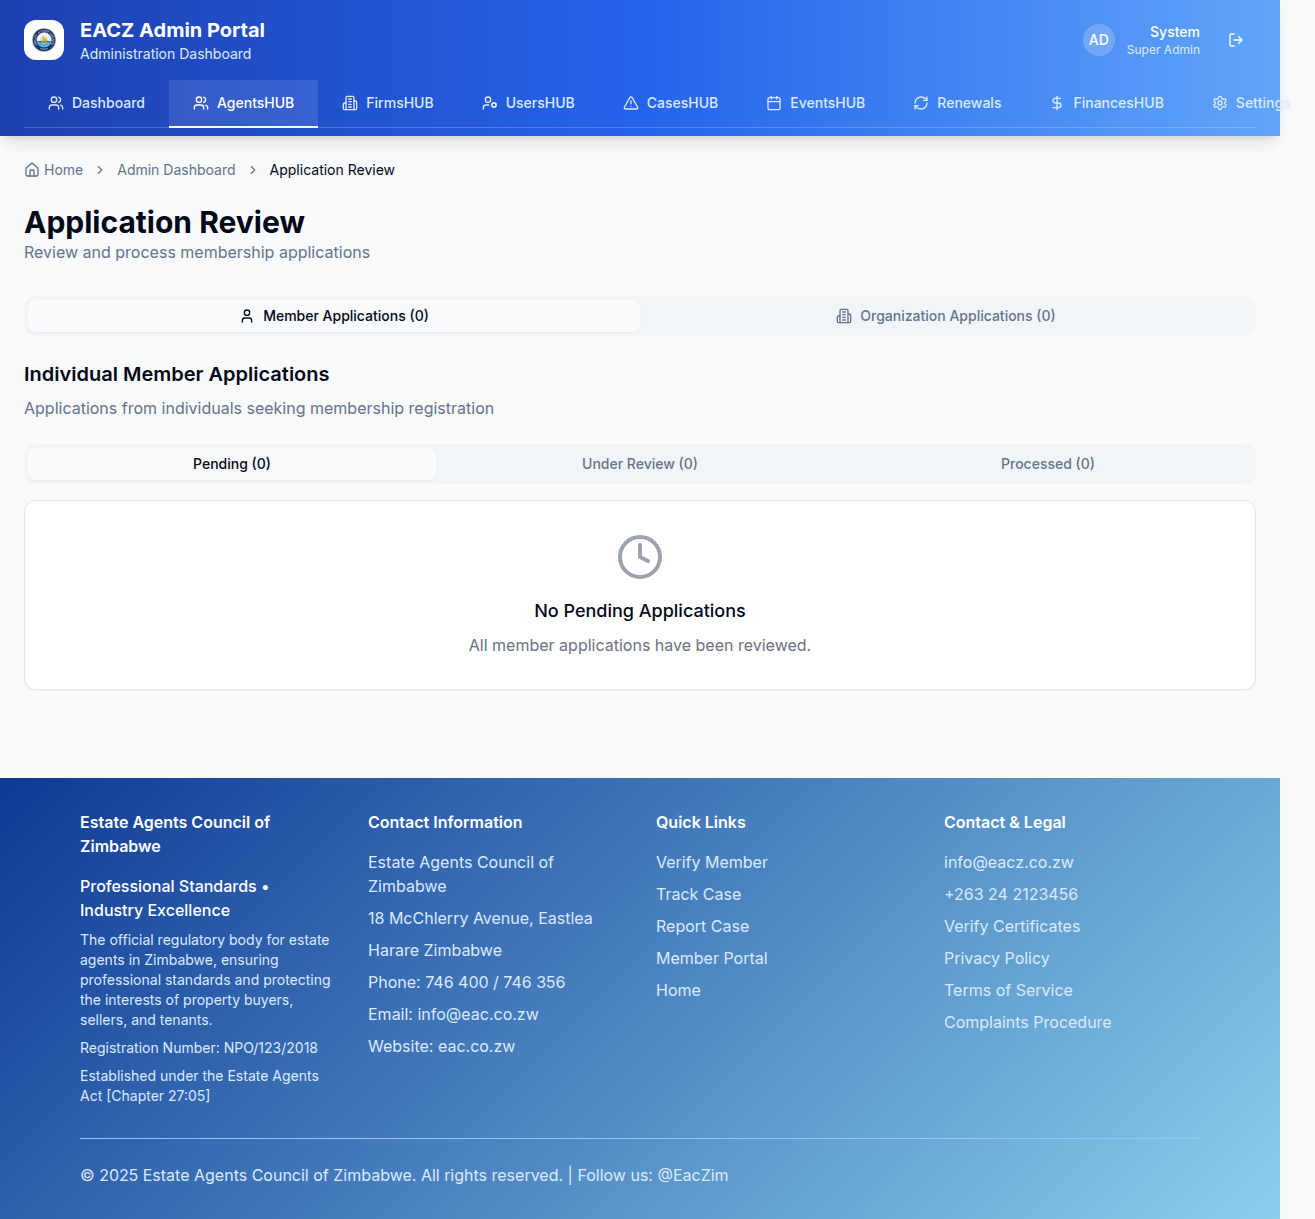 EACZ Admin Portal
Administration Dashboard
AD
System
Super Admin
Dashboard
AgentsHUB
FirmsHUB
UsersHUB
CasesHUB
EventsHUB
Renewals
FinancesHUB
Settings
Home
Admin Dashboard
Application Review
Application Review
Review and process membership applications
Member Applications (0)
Organization Applications (0)
Individual Member Applications
Applications from individuals seeking membership registration
Pending (0)
Under Review (0)
Processed (0)
No Pending Applications
All member applications have been reviewed.
Estate Agents Council of
Zimbabwe
Professional Standards •
Industry Excellence
The official regulatory body for estate
agents in Zimbabwe, ensuring
professional standards and protecting
the interests of property buyers,
sellers, and tenants.
Registration Number: NPO/123/2018
Established under the Estate Agents
Act [Chapter 27:05]
Contact Information
Estate Agents Council of
Zimbabwe
18 McChlerry Avenue, Eastlea
Harare Zimbabwe
Phone: 746 400 / 746 356
Email: info@eac.co.zw
Website: eac.co.zw
Quick Links
Verify Member
Track Case
Report Case
Member Portal
Home
Contact & Legal
info@eacz.co.zw
+263 24 2123456
Verify Certificates
Privacy Policy
Terms of Service
Complaints Procedure
© 2025 Estate Agents Council of Zimbabwe. All rights reserved. | Follow us: @EacZim